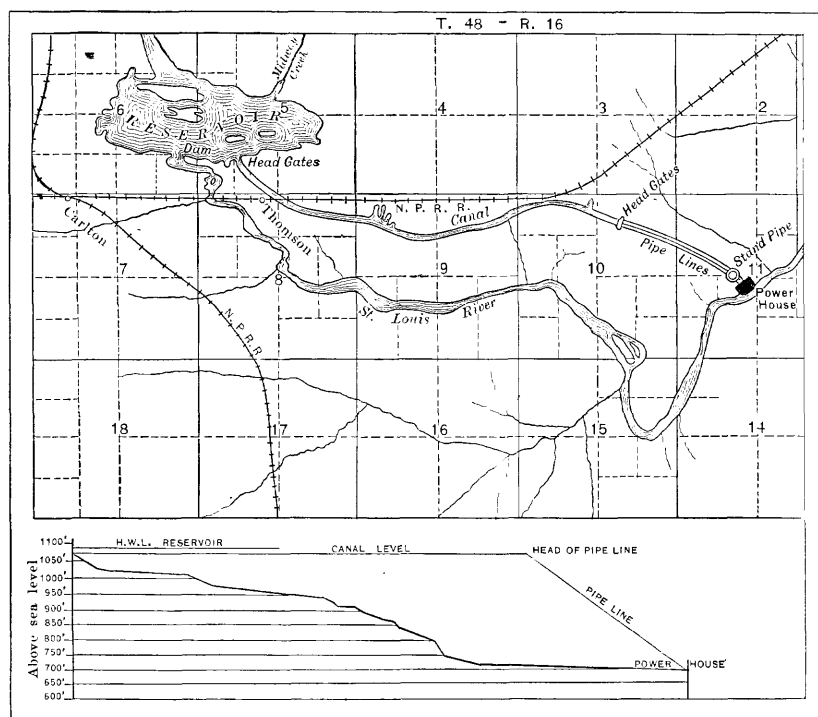 T. 48 - R. 16
Midway
Creek
6
5
4
3
2
RESERVOIR
Dam
Head Gates
N. P. R. R.
Canal
Head Gates
Stand Pipe
Carlton
Thomson
Pipe Lines
7
8
9
10
11
Power
House
St. Louis River
N. P. R. R.
18
17
16
15
14
Above sea level
1100'
1050'
1000'
950'
900'
850'
800'
750'
700'
650'
600'
H.W.L. RESERVOIR
CANAL LEVEL
HEAD OF PIPE LINE
PIPE LINE
POWER HOUSE